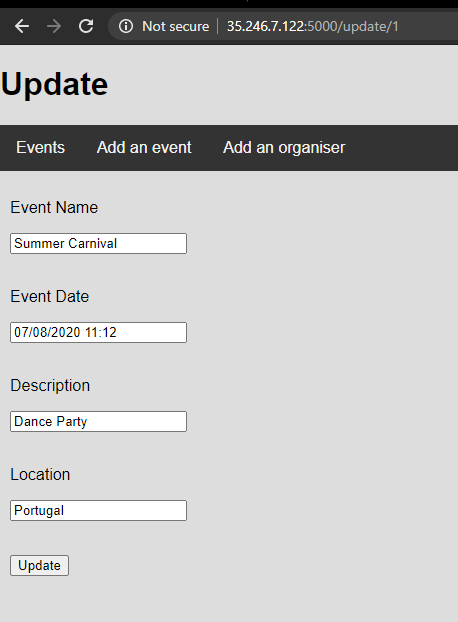 Not secure | 35.246.7.122:5000/update/1
Update
Events Add an event Add an organiser
Event Name
Summer Carnival
Event Date
07/08/2020 11:12
Description
Dance Party
Location
Portugal
Update